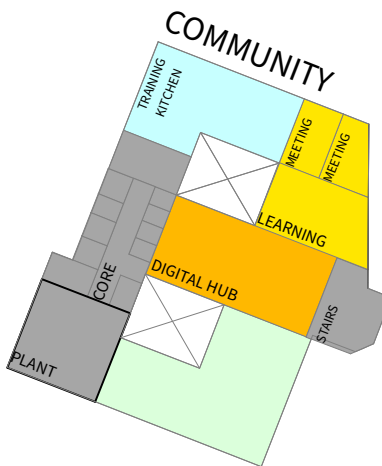 COMMUNITY
TRAINING
KITCHEN
MEETING
MEETING
LEARNING
DIGITAL HUB
CORE
STAIRS
PLANT